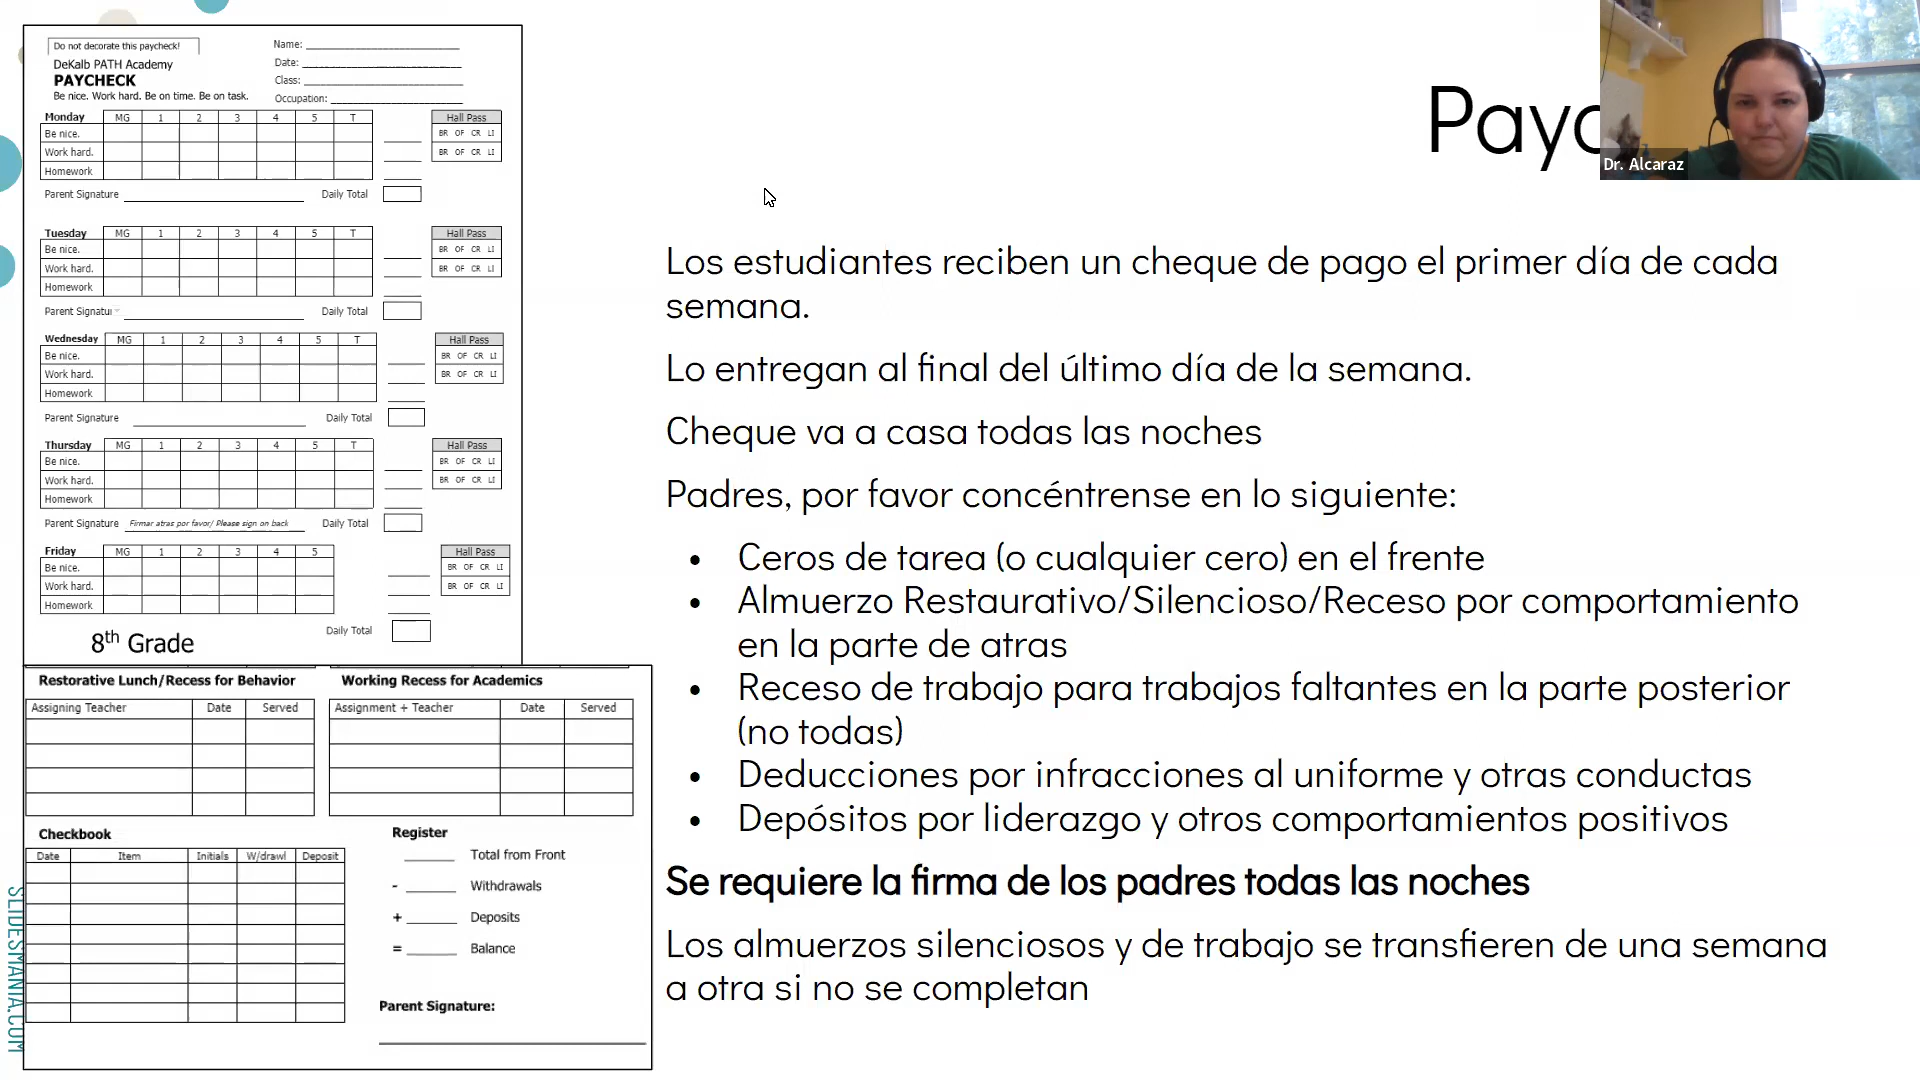 Do not decorate this paycheck!
DeKalb PATH Academy
PAYCHECK
Be nice. Work hard. Be on time. Be on task.
Name:
Date:
Class:
Occupation:
Monday MG 1 2 3 4 5 T Hall Pass
Be nice. BR OF CR LI
Work hard. BR OF CR LI
Homework
Parent Signature Daily Total
Tuesday MG 1 2 3 4 5 T Hall Pass
Be nice. BR OF CR LI
Work hard. BR OF CR LI
Homework
Parent Signatur Daily Total
Wednesday MG 1 2 3 4 5 T Hall Pass
Be nice. BR OF CR LI
Work hard. BR OF CR LI
Homework
Parent Signature Daily Total
Thursday MG 1 2 3 4 5 T Hall Pass
Be nice. BR OF CR LI
Work hard. BR OF CR LI
Homework
Parent Signature Firmar atras por favor/ Please sign on back Daily Total
Friday MG 1 2 3 4 5 Hall Pass
Be nice. BR OF CR LI
Work hard. BR OF CR LI
Homework
Daily Total
8th Grade
Restorative Lunch/Recess for Behavior Working Recess for Academics
Assigning Teacher Date Served Assignment + Teacher Date Served
Checkbook
Date Item Initials W/drawl Deposit
Register
Total from Front
- Withdrawals
+ Deposits
= Balance
Parent Signature:
SLIDESMANIA.COM
Payc
Dr. Alcaraz
Los estudiantes reciben un cheque de pago el primer día de cada
semana.
Lo entregan al final del último día de la semana.
Cheque va a casa todas las noches
Padres, por favor concéntrense en lo siguiente:
• Ceros de tarea (o cualquier cero) en el frente
• Almuerzo Restaurativo/Silencioso/Receso por comportamiento
en la parte de atras
• Receso de trabajo para trabajos faltantes en la parte posterior
(no todas)
• Deducciones por infracciones al uniforme y otras conductas
• Depósitos por liderazgo y otros comportamientos positivos
Se requiere la firma de los padres todas las noches
Los almuerzos silenciosos y de trabajo se transfieren de una semana
a otra si no se completan